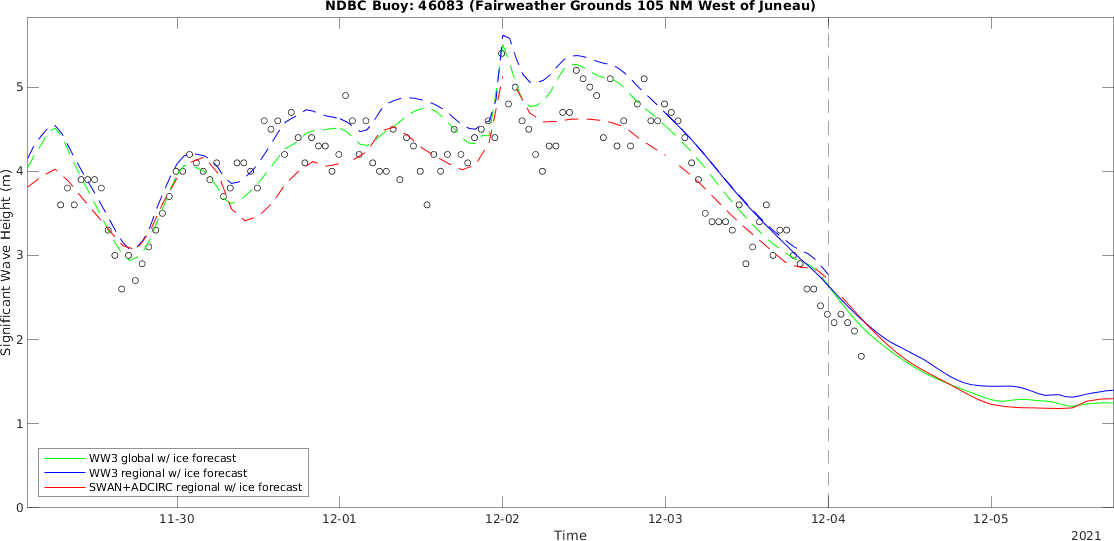 NDBC Buoy: 46083 (Fairweather Grounds 105 NM West of Juneau)
Significant Wave Height (m)
5
4
3
2
1
0
WW3 global w/ ice forecast
WW3 regional w/ ice forecast
SWAN+ADCIRC regional w/ ice forecast
11-30 12-01 12-02 12-03 12-04 12-05
Time
2021